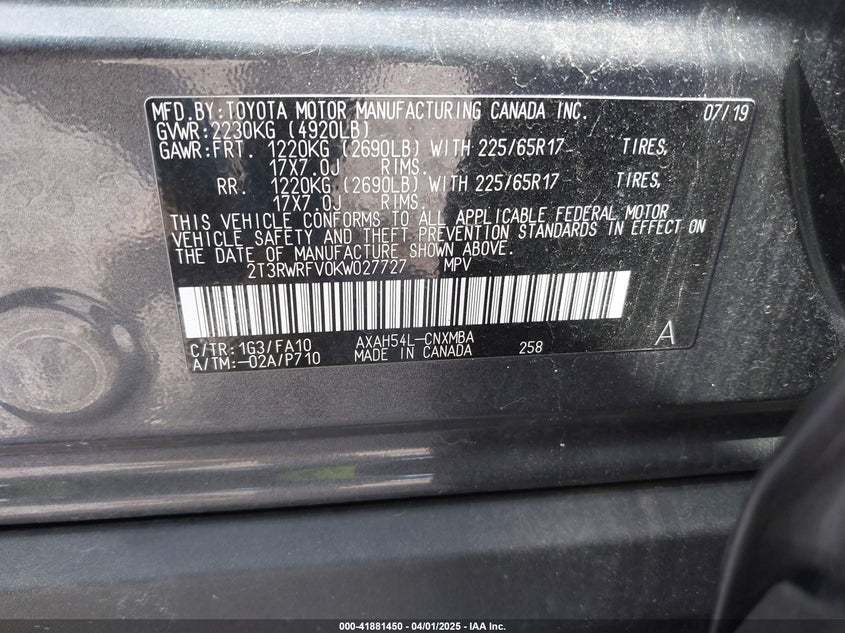 MFD.BY:TOYOTA MOTOR MANUFACTURING CANADA INC. 07/19
GVWR:2230KG (4920LB)
GAWR:FRT. 1220KG (2690LB) WITH 225/65R17 TIRES,
17X7.0J RIMS.
RR. 1220KG (2690LB) WITH 225/65R17 TIRES,
17X7.0J RIMS.
THIS VEHICLE CONFORMS TO ALL APPLICABLE FEDERAL MOTOR
VEHICLE SAFETY AND THEFT PREVENTION STANDARDS IN EFFECT ON
THE DATE OF MANUFACTURE SHOWN ABOVE.
2T3RWRFV0KW027727 MPV
C/TR: 1G3/FA10 AXAH54L-CNXMBA A
A/TM:-02A/P710 MADE IN CANADA 258
000-41881450 - 04/01/2025 - IAA Inc.